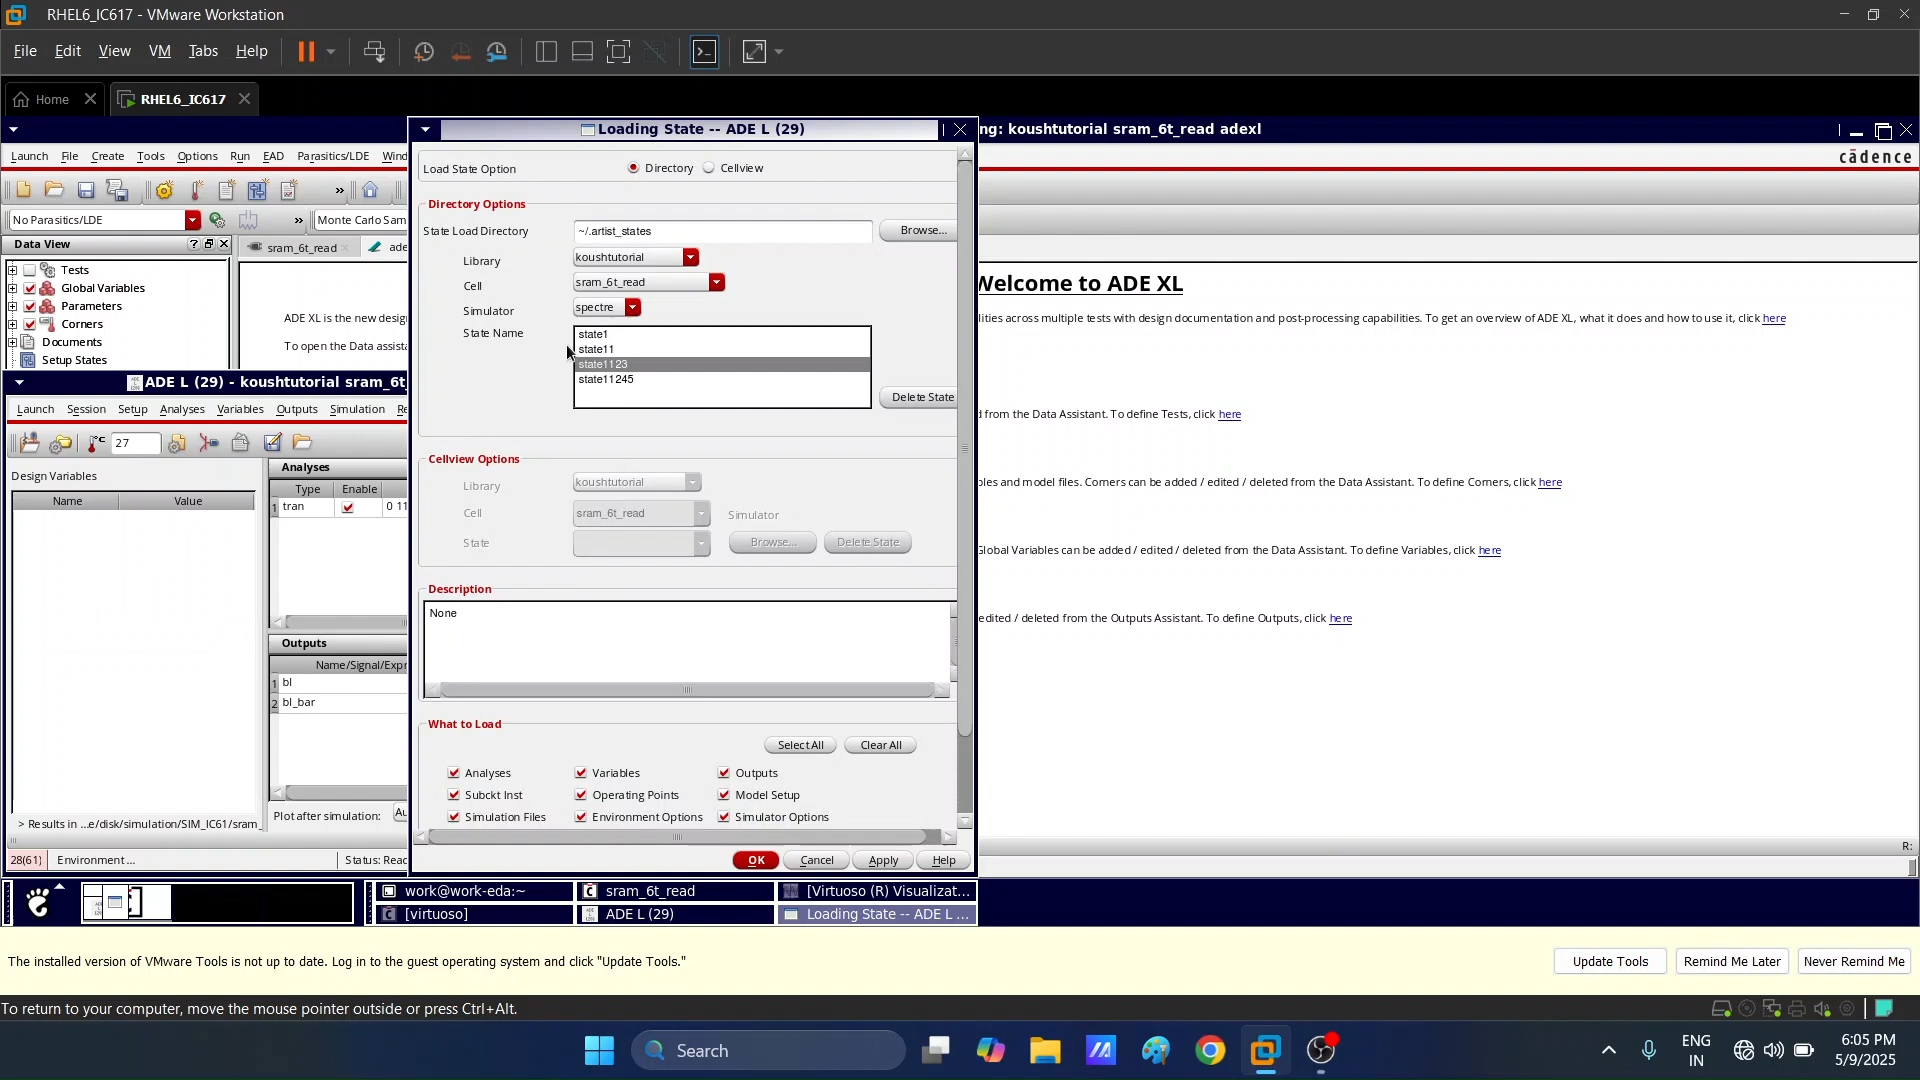 RHEL6_IC617 - VMware Workstation
File Edit View VM Tabs Help
Home RHEL6_IC617
Loading State -- ADE L (29)
ng: koushtutorial sram_6t_read adexl
Launch File Create Tools Options Run EAD Parasitics/LDE Wind
cādence
No Parasitics/LDE
Monte Carlo Sam
Data View
sram_6t_read
ade
Tests
Global Variables
Parameters
Corners
Documents
Setup States
ADE XL is the new desig
To open the Data assista
Load State Option
Directory Cellview
Directory Options
State Load Directory ~/.artist_states Browse...
Library koushtutorial
Cell sram_6t_read
Simulator spectre
State Name
state1
state11
state1123
state11245
Delete State
Cellview Options
Library koushtutorial
Cell sram_6t_read Simulator
State Browse... Delete State
Description
None
What to Load
Select All Clear All
Analyses Variables Outputs
Subckt Inst Operating Points Model Setup
Simulation Files Environment Options Simulator Options
OK Cancel Apply Help
Welcome to ADE XL
lities across multiple tests with design documentation and post-processing capabilities. To get an overview of ADE XL, what it does and how to use it, click here
d from the Data Assistant. To define Tests, click here
ples and model files. Corners can be added / edited / deleted from the Data Assistant. To define Corners, click here
Global Variables can be added / edited / deleted from the Data Assistant. To define Variables, click here
edited / deleted from the Outputs Assistant. To define Outputs, click here
R:
ADE L (29) - koushtutorial sram_6t_
Launch Session Setup Analyses Variables Outputs Simulation Re
27
Design Variables
Name Value
Analyses
Type Enable
1 tran 0 11
Outputs
Name/Signal/Expr
1 bl
2 bl_bar
> Results in ...e/disk/simulation/SIM_IC61/sram_
Plot after simulation: Au
28(61) Environment ... Status: Reac
work@work-eda:~ sram_6t_read [Virtuoso (R) Visualizat...
[virtuoso] ADE L (29) Loading State -- ADE L ...
The installed version of VMware Tools is not up to date. Log in to the guest operating system and click "Update Tools."
Update Tools Remind Me Later Never Remind Me
To return to your computer, move the mouse pointer outside or press Ctrl+Alt.
Search
ENG
IN
6:05 PM
5/9/2025